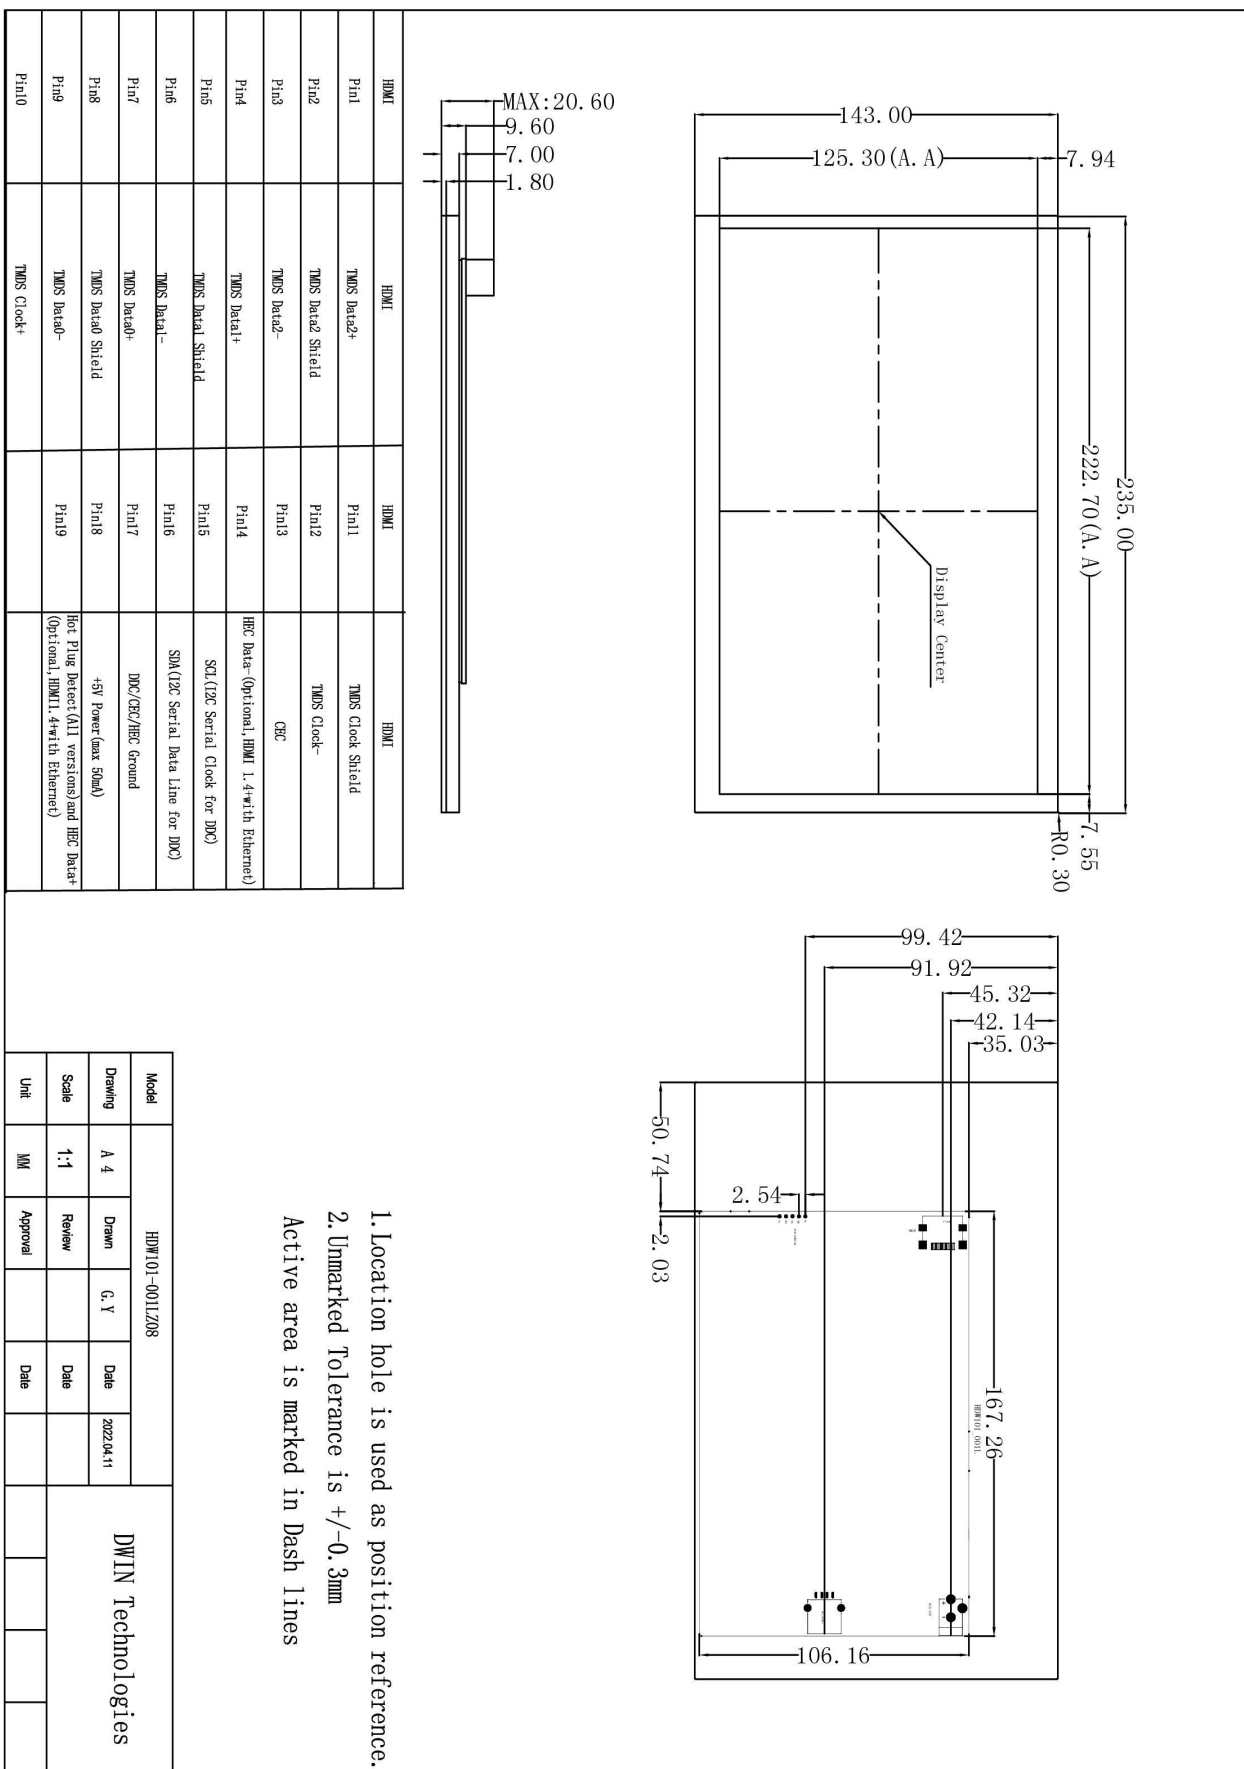 235.00
222.70(A.A)
7.55
R0.30
7.94
125.30(A.A)
143.00
Display Center
MAX:20.60
9.60
7.00
1.80
99.42
91.92
45.32
42.14
35.03
50.74
2.03
2.54
167.26
HDW101_001L
106.16
HDMI HDMI HDMI HDMI
Pin1 TMDS Data2+ Pin11 TMDS Clock Shield
Pin2 TMDS Data2 Shield Pin12 TMDS Clock-
Pin3 TMDS Data2- Pin13 CEC
Pin4 TMDS Data1+ Pin14 HEC Data-(Optional,HDMI 1.4+with Ethernet)
Pin5 TMDS Data1 Shield Pin15 SCL(I2C Serial Clock for DDC)
Pin6 TMDS Data1- Pin16 SDA(I2C Serial Data Line for DDC)
Pin7 TMDS Data0+ Pin17 DDC/CEC/HEC Ground
Pin8 TMDS Data0 Shield Pin18 +5V Power(max 50mA)
Pin9 TMDS Data0- Pin19 Hot Plug Detect(All versions)and HEC Data+
(Optional,HDMI1.4+with Ethernet)
Pin10 TMDS Clock+
1.Location hole is used as position reference.
2.Unmarked Tolerance is +/-0.3mm
Active area is marked in Dash lines
Model HDW101-001LZ08
Drawing A 4 Drawn G.Y Date 2022.04.11
Scale 1:1 Review Date
Unit MM Approval Date
DWIN Technologies